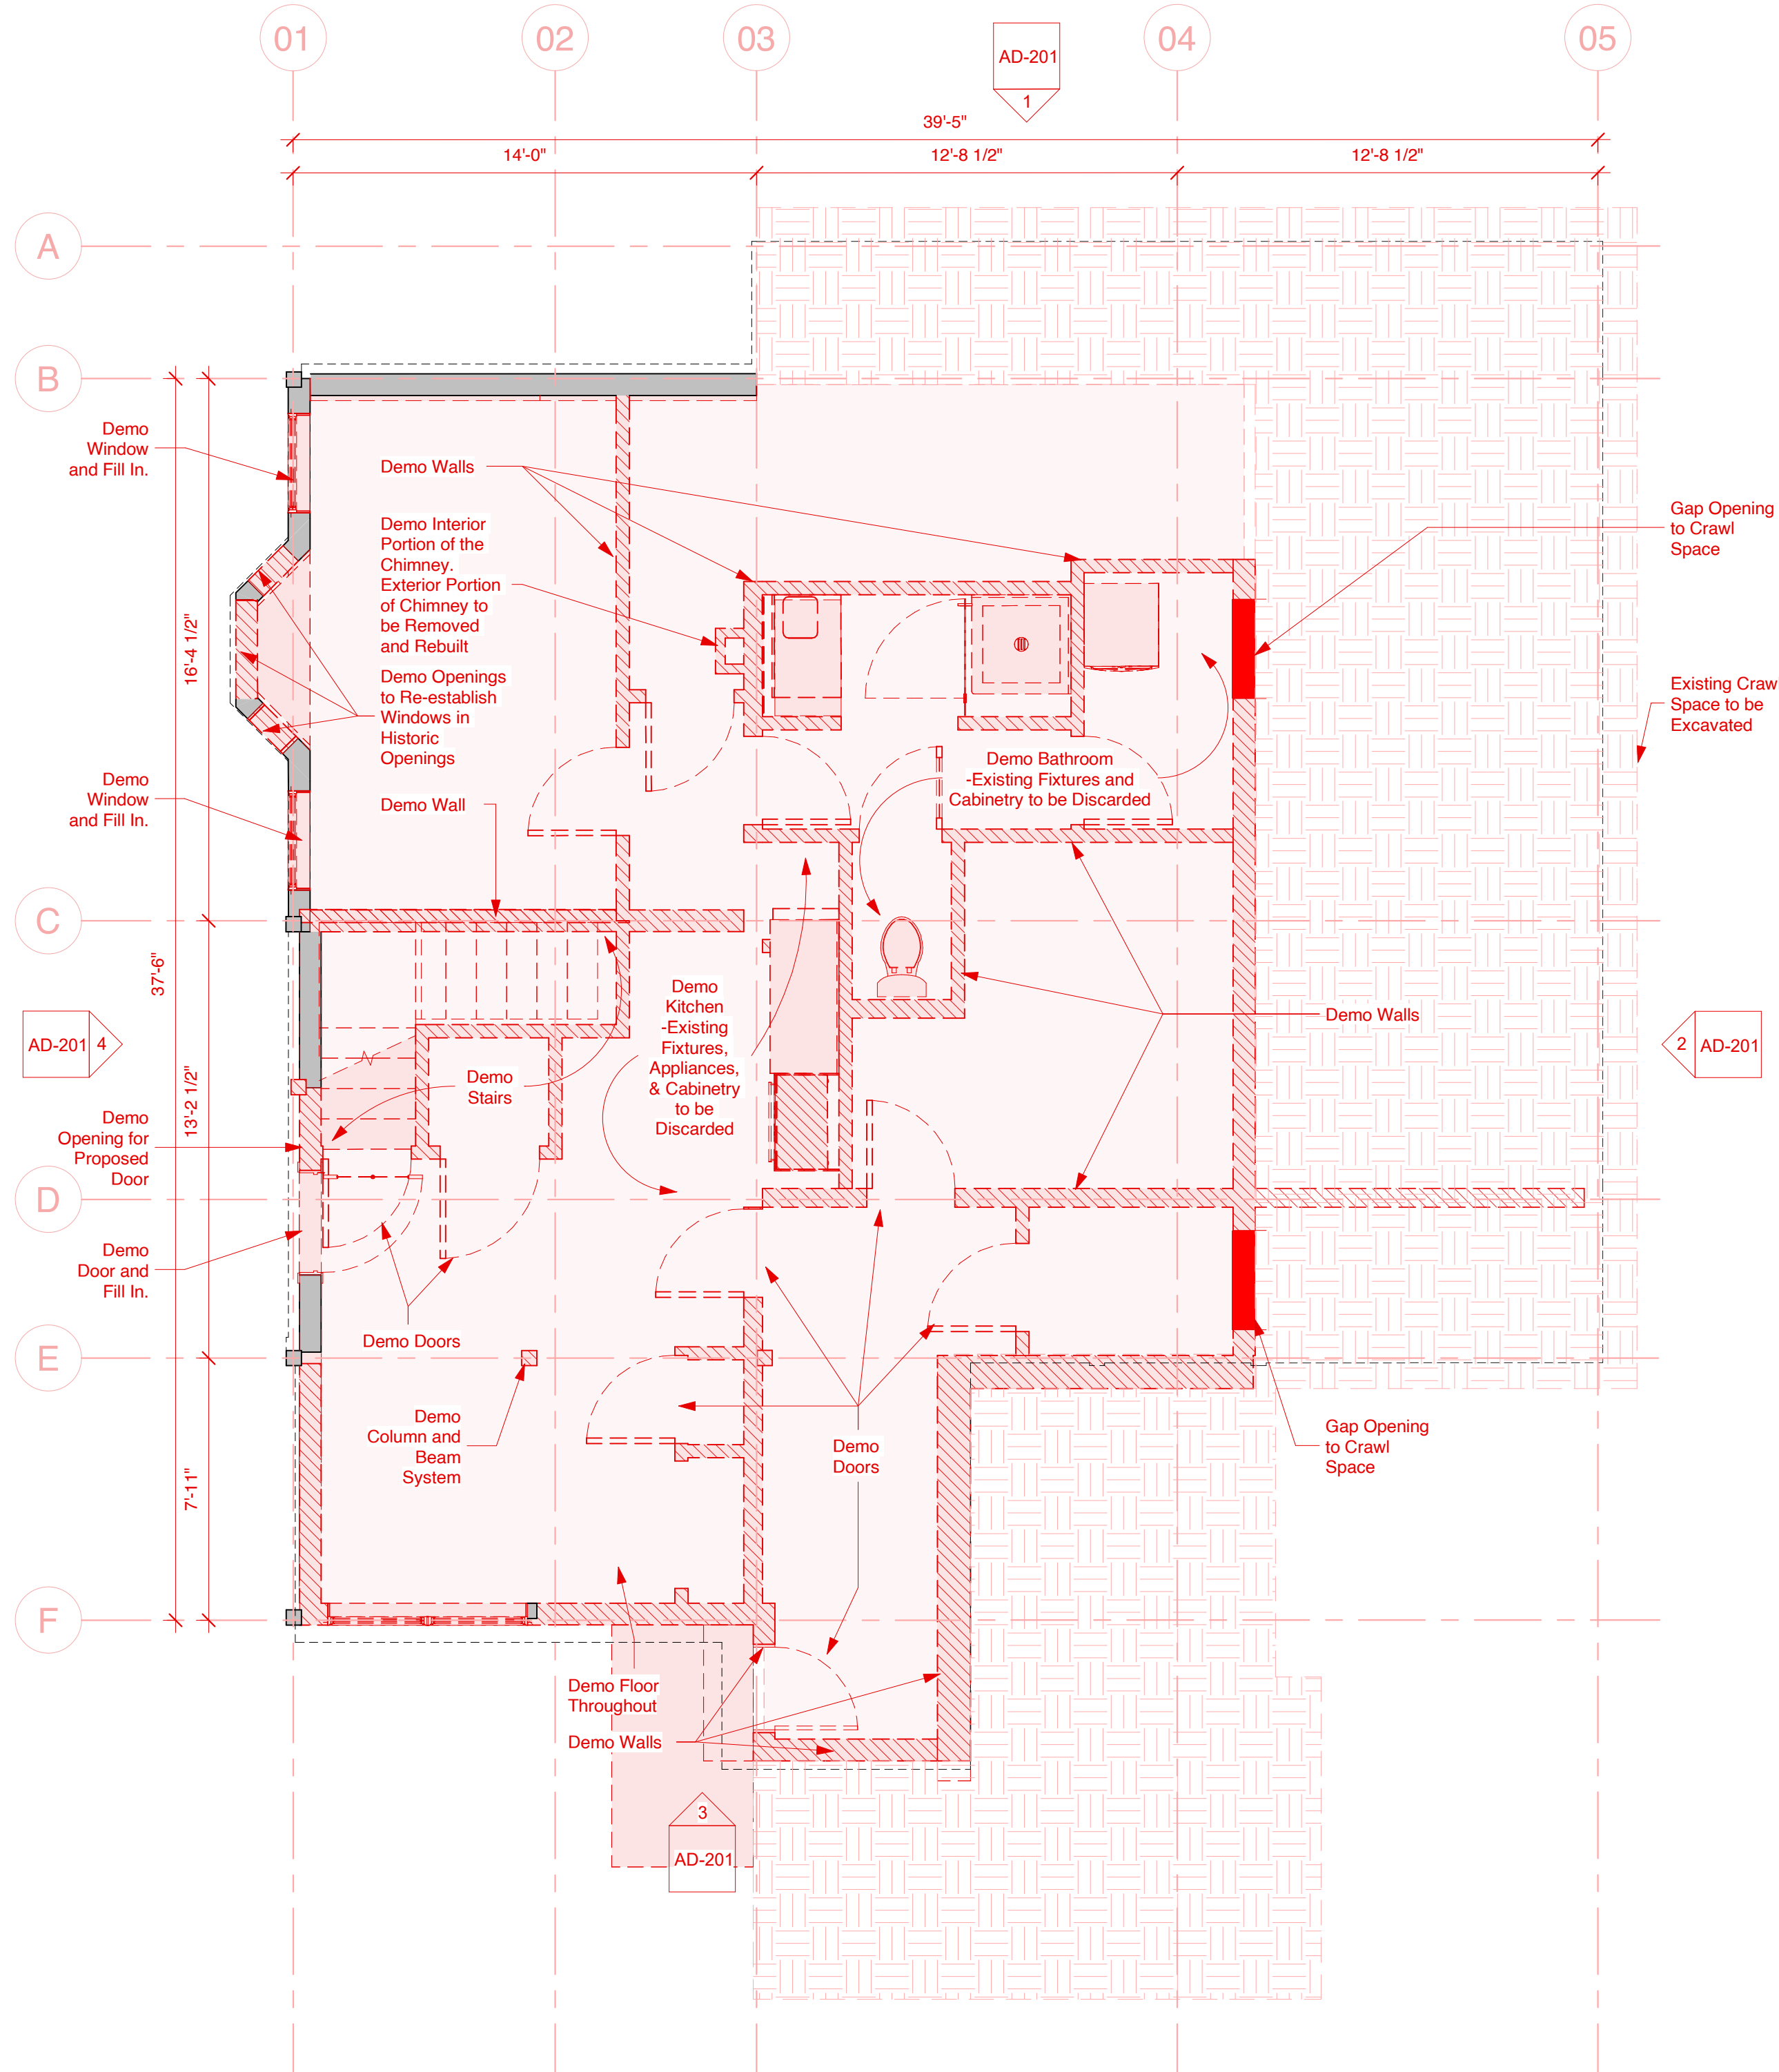 01
02
03
04
05
AD-201
1
39'-5"
14'-0"
12'-8 1/2"
12'-8 1/2"
A
B
C
D
E
F
Demo
Window
and Fill In.
Demo Walls
Demo Interior
Portion of the
Chimney.
Exterior Portion
of Chimney to
be Removed
and Rebuilt
Demo Openings
to Re-establish
Windows in
Historic
Openings
Demo Wall
Gap Opening
to Crawl
Space
Existing Craw
Space to be
Excavated
16'-4 1/2"
Demo
Window
and Fill In.
Demo Bathroom
-Existing Fixtures and
Cabinetry to be Discarded
37'-6"
13'-2 1/2"
7'-11"
AD-201
4
Demo
Kitchen
-Existing
Fixtures,
Appliances,
& Cabinetry
to be
Discarded
Demo Walls
2
AD-201
Demo
Stairs
Demo
Opening for
Proposed
Door
Demo
Door and
Fill In.
Demo Doors
Demo
Column and
Beam
System
Demo
Doors
Gap Opening
to Crawl
Space
Demo Floor
Throughout
Demo Walls
3
AD-201